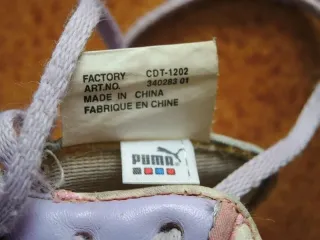 FACTORY CDT-1202
ART.NO. 340283 01
MADE IN CHINA
FABRIQUE EN CHINE
PUMA